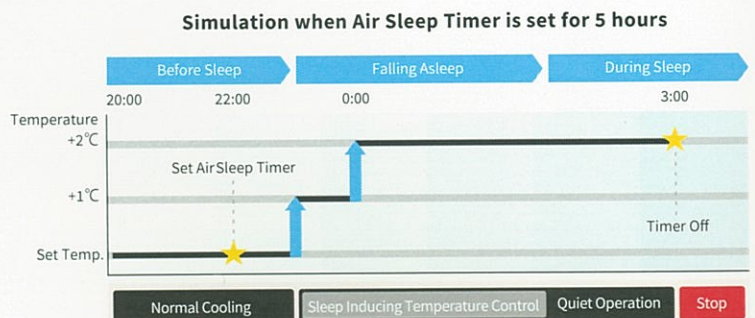 Simulation when Air Sleep Timer is set for 5 hours
Before Sleep Falling Asleep During Sleep
20:00 22:00 0:00 3:00
Temperature
+2℃
Set AirSleep Timer
+1℃
Timer Off
Set Temp.
Normal Cooling Sleep Inducing Temperature Control Quiet Operation Stop